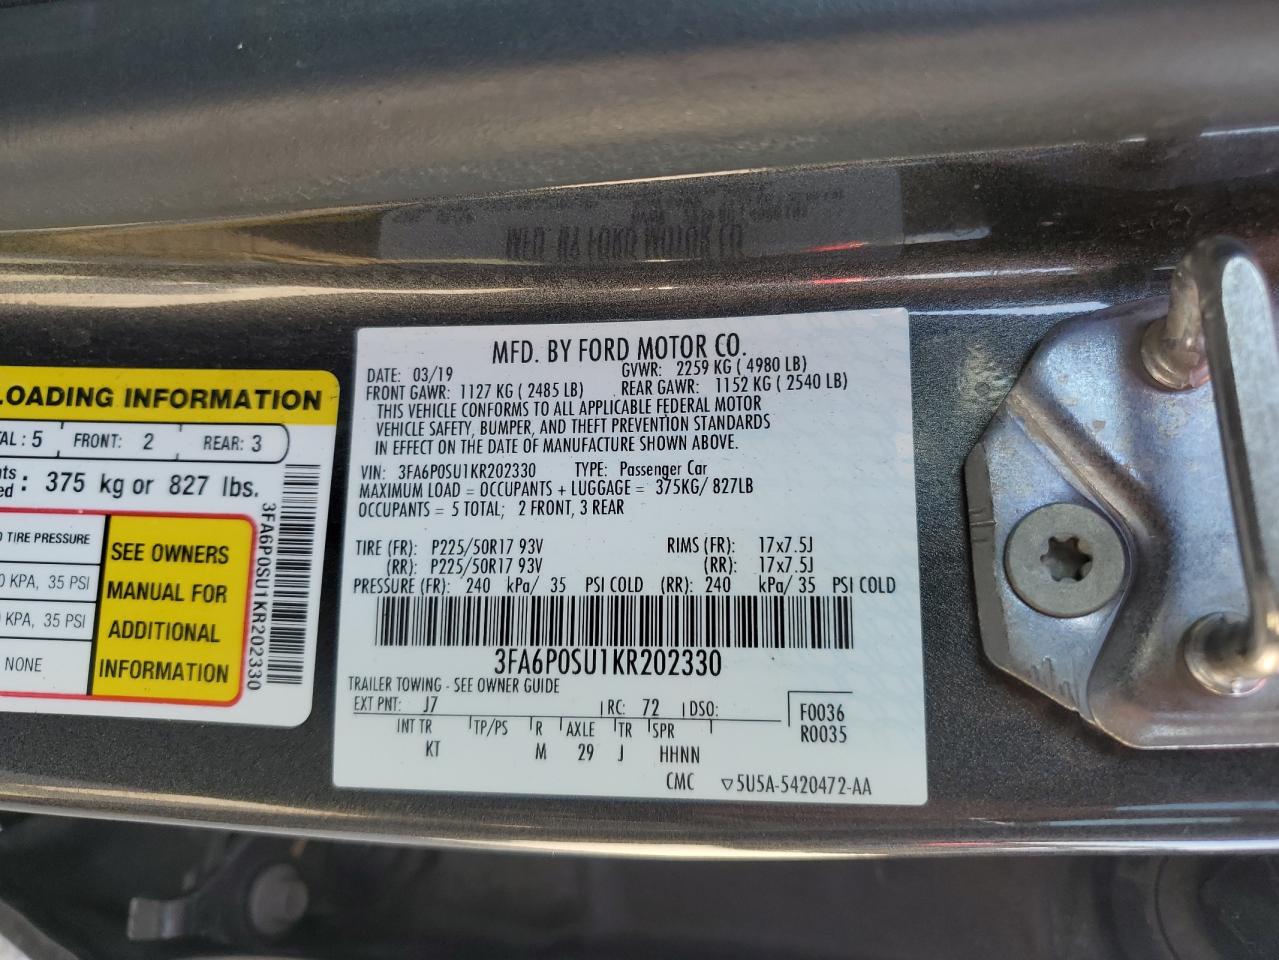 LOADING INFORMATION
: 5 FRONT: 2 REAR: 3
: 375 kg or 827 lbs.
TIRE PRESSURE
KPA, 35 PSI
KPA, 35 PSI
NONE
SEE OWNERS
MANUAL FOR
ADDITIONAL
INFORMATION
3FA6P0SU1KR202330
MFD. BY FORD MOTOR CO.
DATE: 03/19 GVWR: 2259 KG ( 4980 LB)
FRONT GAWR: 1127 KG ( 2485 LB) REAR GAWR: 1152 KG ( 2540 LB)
THIS VEHICLE CONFORMS TO ALL APPLICABLE FEDERAL MOTOR
VEHICLE SAFETY, BUMPER, AND THEFT PREVENTION STANDARDS
IN EFFECT ON THE DATE OF MANUFACTURE SHOWN ABOVE.
VIN: 3FA6P0SU1KR202330 TYPE: Passenger Car
MAXIMUM LOAD = OCCUPANTS + LUGGAGE = 375KG/ 827LB
OCCUPANTS = 5 TOTAL; 2 FRONT, 3 REAR
TIRE (FR): P225/50R17 93V RIMS (FR): 17x7.5J
(RR): P225/50R17 93V (RR): 17x7.5J
PRESSURE (FR): 240 kPa/ 35 PSI COLD (RR): 240 kPa/ 35 PSI COLD
3FA6P0SU1KR202330
TRAILER TOWING - SEE OWNER GUIDE
EXT PNT: J7 RC: 72 DSO: F0036
INT TR TP/PS R AXLE TR SPR R0035
KT M 29 J HHNN
CMC ▽5U5A-5420472-AA